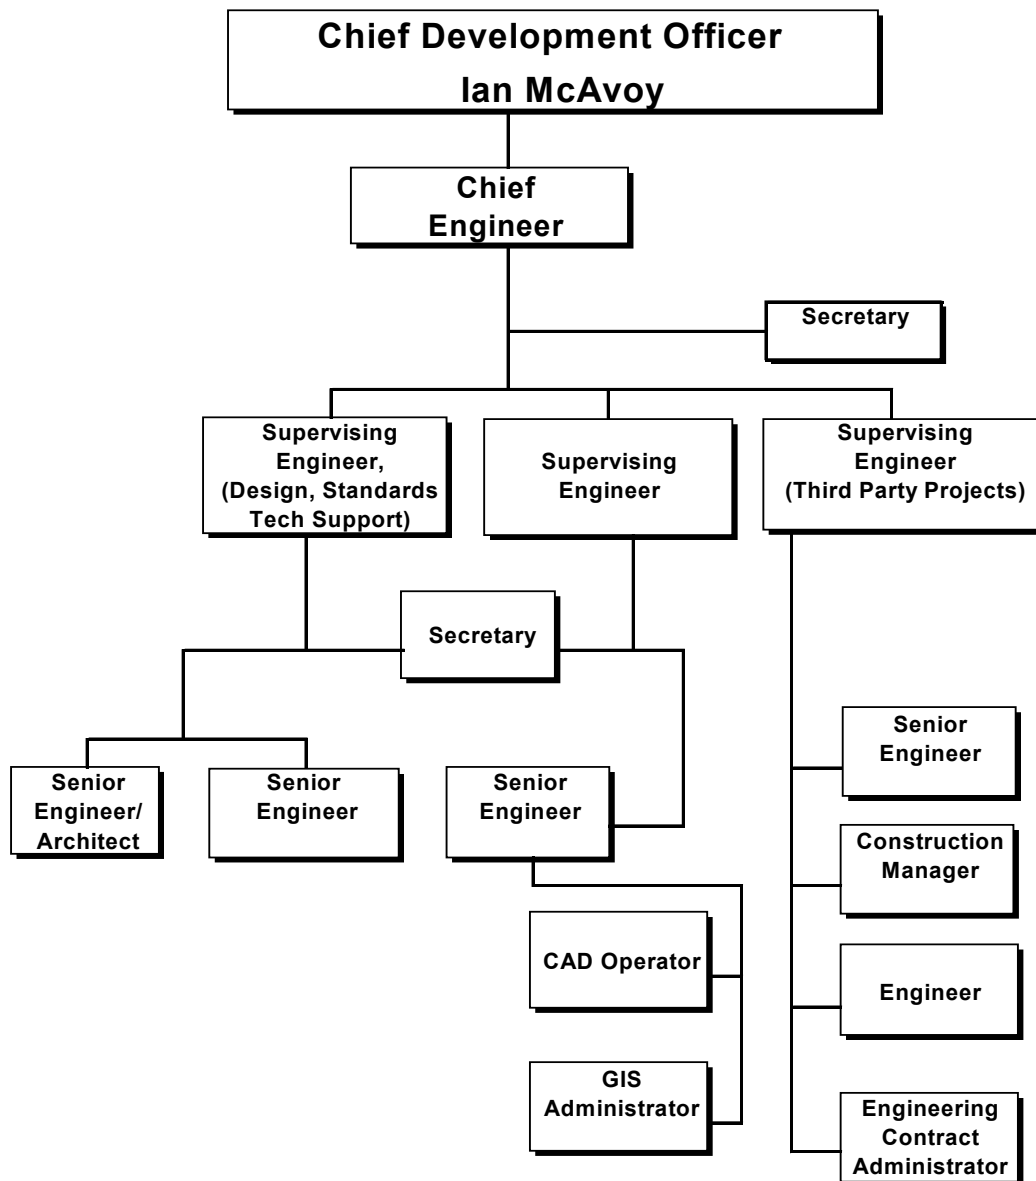 Chief Development Officer
Ian McAvoy
Chief
Engineer
Secretary
Supervising
Engineer,
(Design, Standards
Tech Support)
Supervising
Engineer
Supervising
Engineer
(Third Party Projects)
Secretary
Senior
Engineer/
Architect
Senior
Engineer
Senior
Engineer
CAD Operator
GIS
Administrator
Senior
Engineer
Construction
Manager
Engineer
Engineering
Contract
Administrator